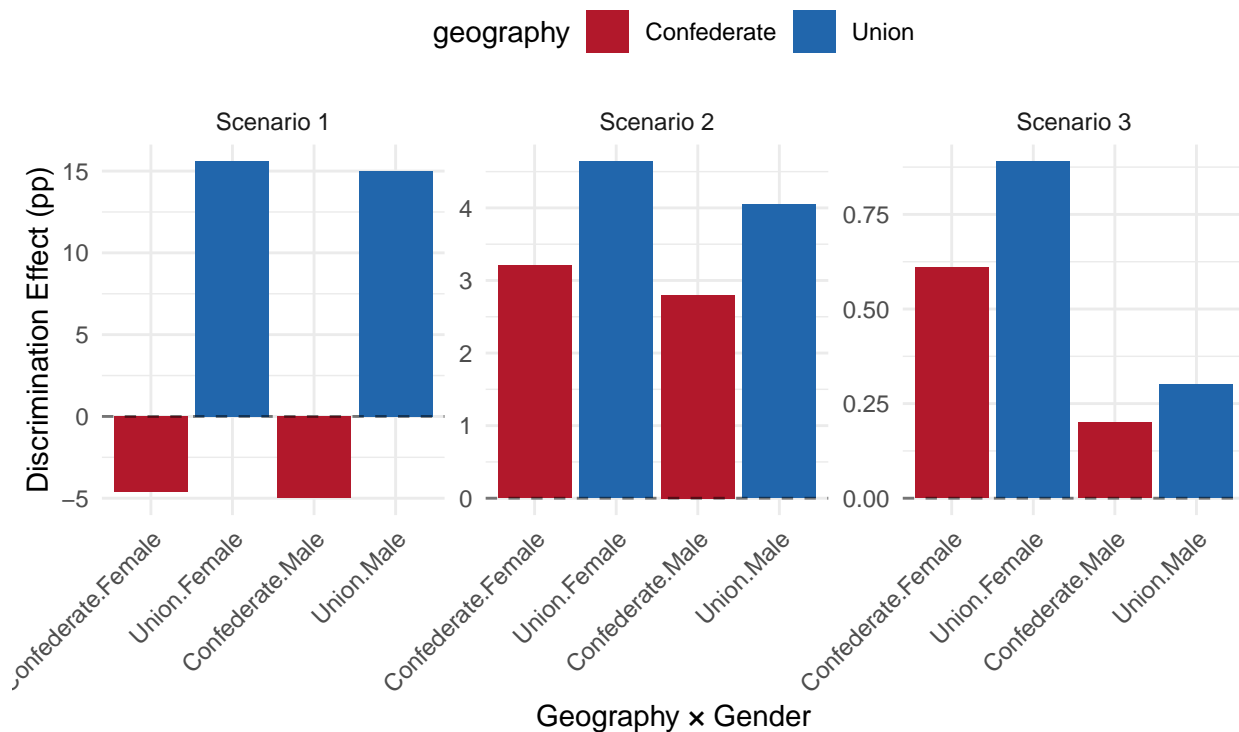 geography Confederate Union
Scenario 1 Scenario 2 Scenario 3
Discrimination Effect (pp)
15
10
5
0
−5
4
3
2
1
0
0.75
0.50
0.25
0.00
onfederate.Female Union.Female Confederate.Male Union.Male
Confederate.Female Union.Female Confederate.Male Union.Male
Confederate.Female Union.Female Confederate.Male Union.Male
Geography × Gender